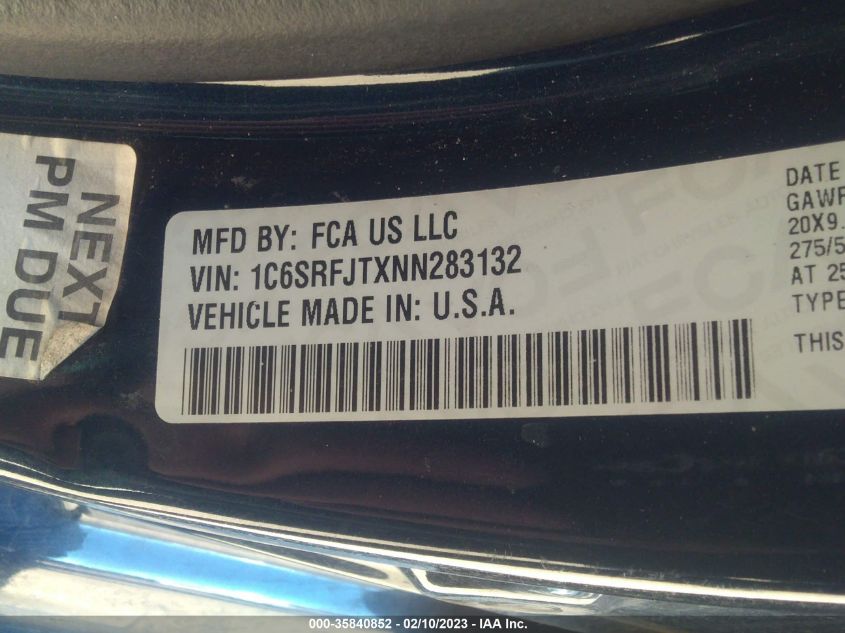 NEXT
PM DUE
MFD BY: FCA US LLC
VIN: 1C6SRFJTXNN283132
VEHICLE MADE IN: U.S.A.
DATE
GAWR
20X9.
275/5
AT 25
TYPE
THIS
000-35840852 - 02/10/2023 - IAA Inc.